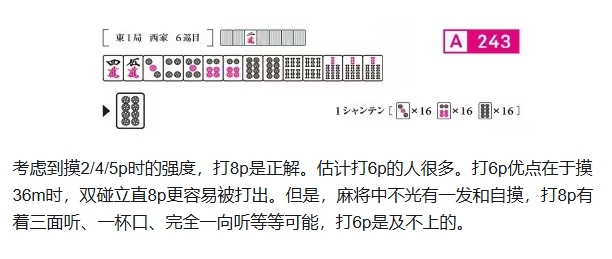 東1局 西家 6巡目
A 243
四萬 五萬
1シャンテン [ ×16 ×16 ×16 ]
考虑到摸2/4/5p时的强度，打8p是正解。估计打6p的人很多。打6p优点在于摸
36m时，双碰立直8p更容易被打出。但是，麻将中不光有一发和自摸，打8p有
着三面听、一杯口、完全一向听等等可能，打6p是及不上的。